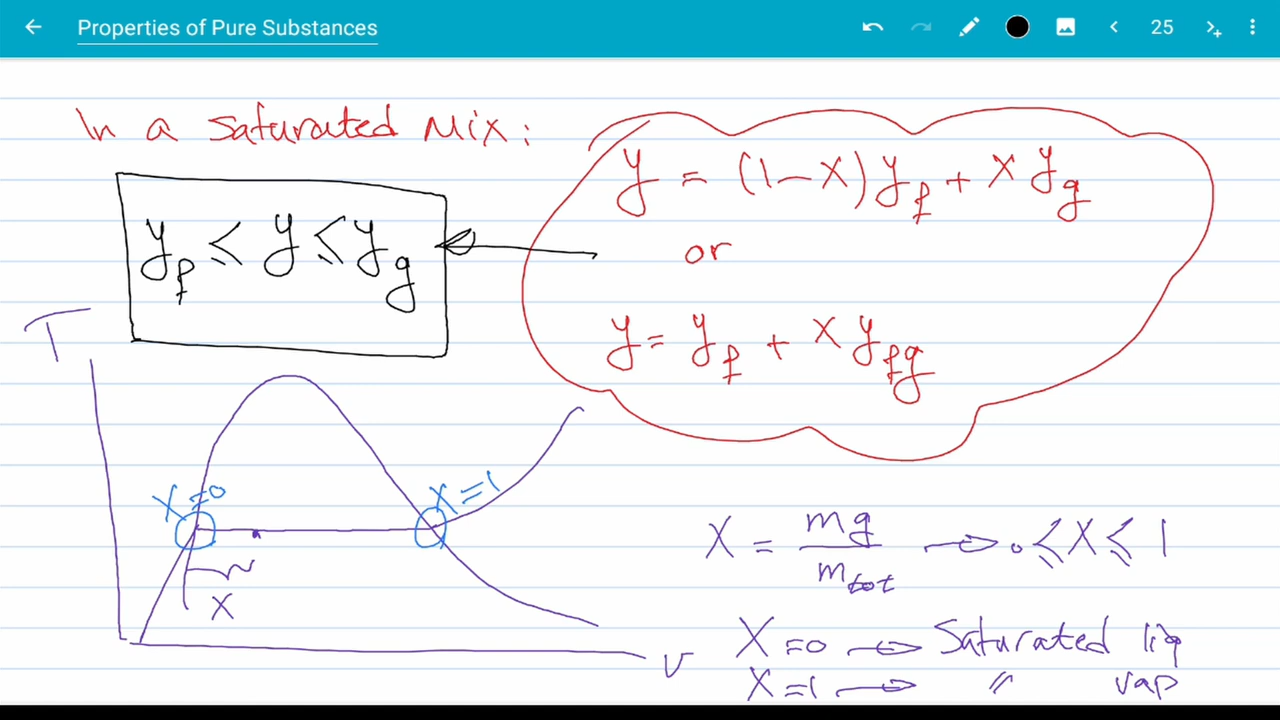 Properties of Pure Substances
25
In a saturated Mix:
y = (1-x)y_f + x y_g
or
y = y_f + x y_fg
y_f ≤ y ≤ y_g
T
x=0
x=1
x
v
x = m_g / m_tot → 0 ≤ x ≤ 1
x=0 → Saturated liq
x=1 → " vap